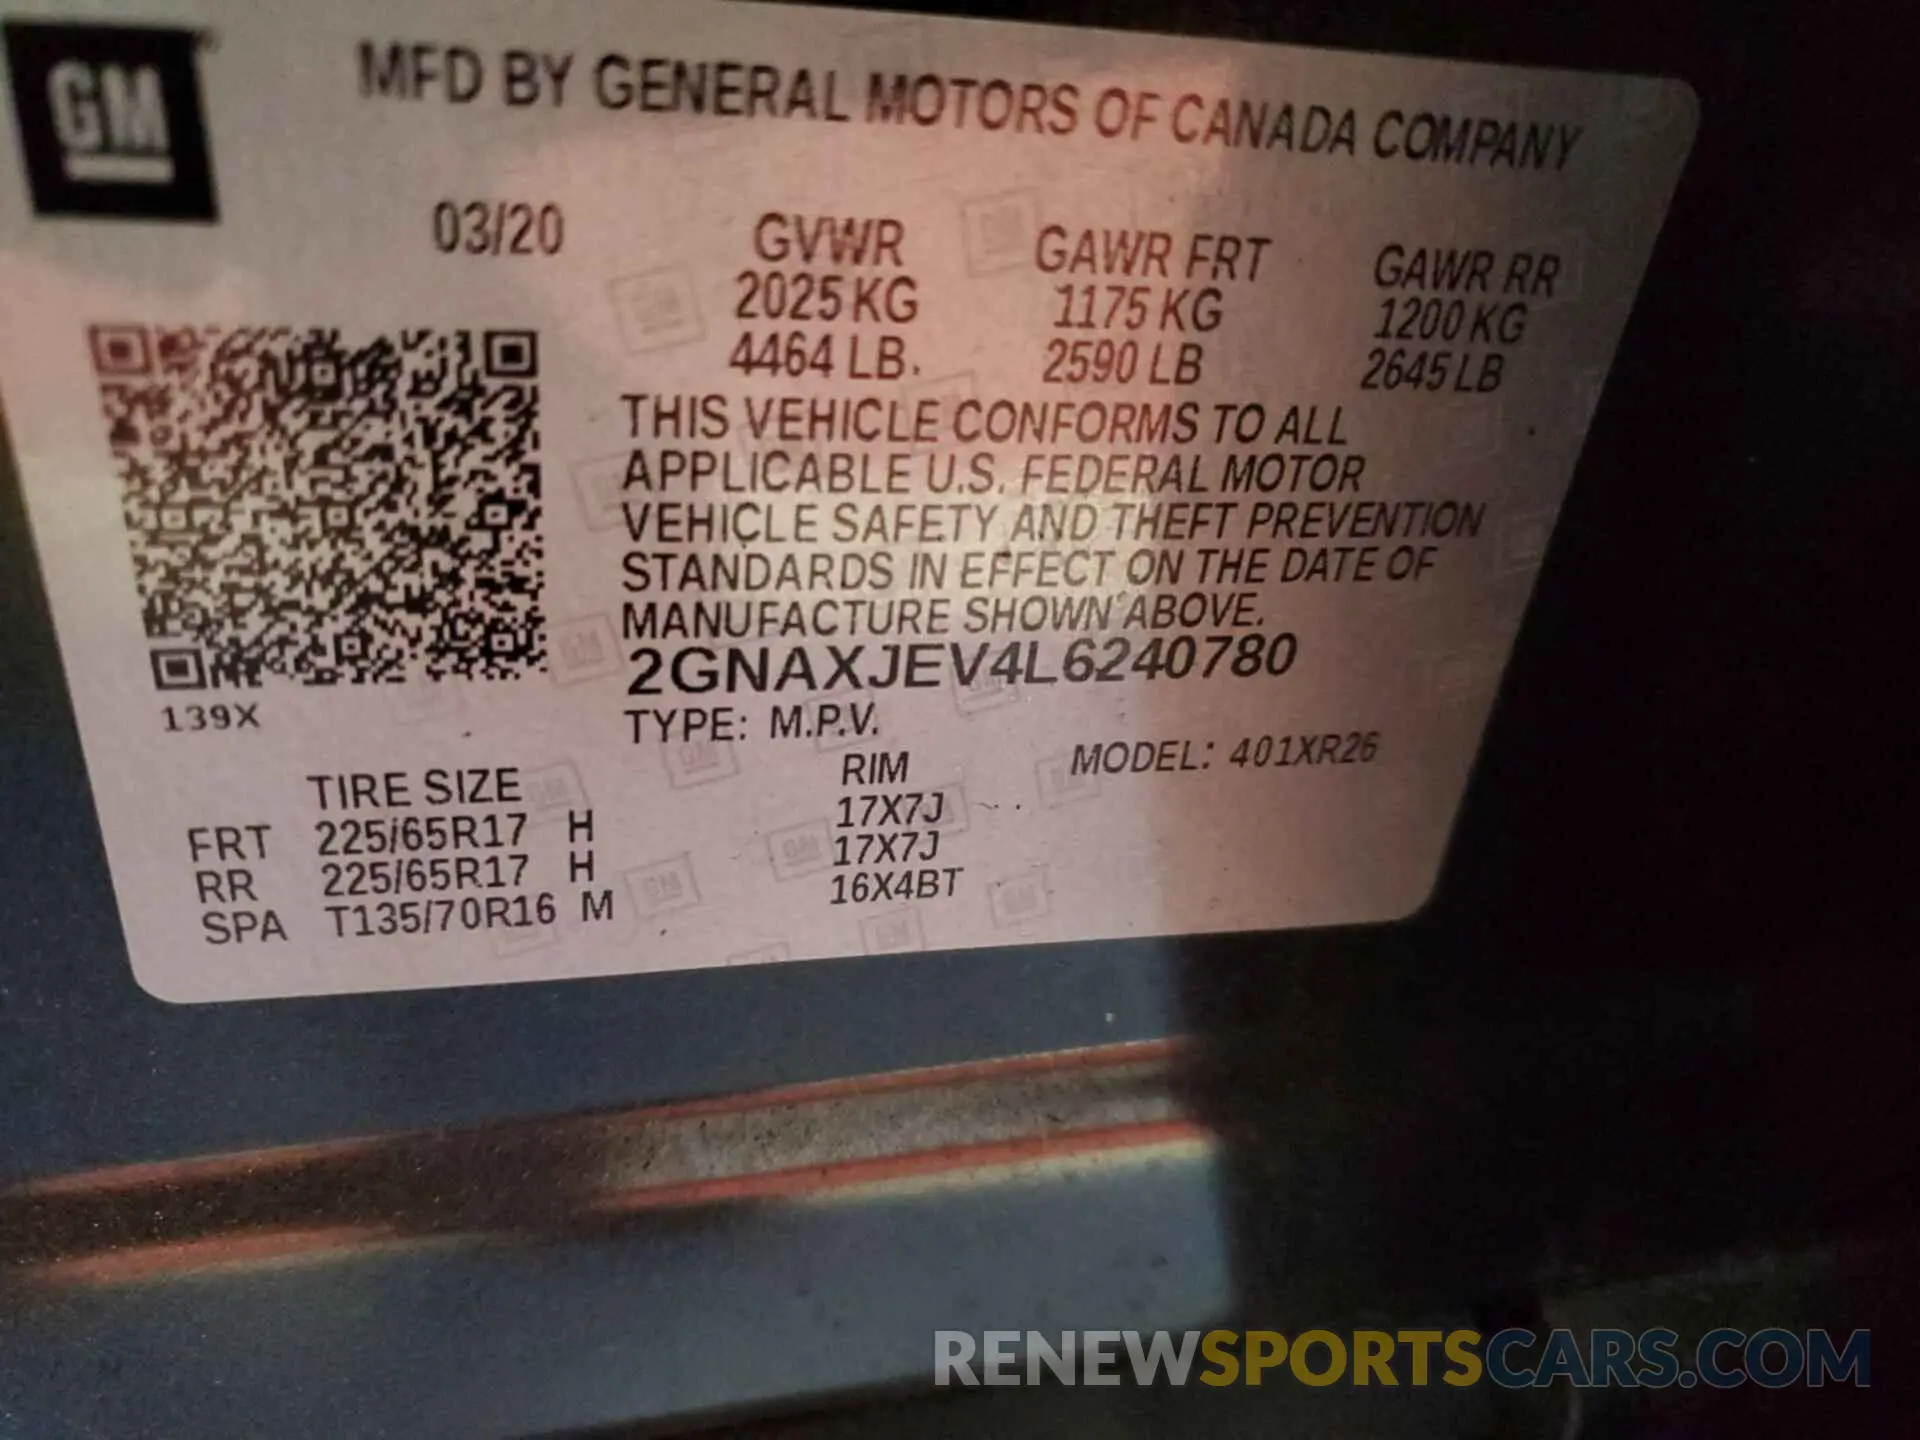 GM
MFD BY GENERAL MOTORS OF CANADA COMPANY
03/20 GVWR GAWR FRT GAWR RR
2025 KG 1175 KG 1200 KG
4464 LB 2590 LB 2645 LB
THIS VEHICLE CONFORMS TO ALL
APPLICABLE U.S. FEDERAL MOTOR
VEHICLE SAFETY AND THEFT PREVENTION
STANDARDS IN EFFECT ON THE DATE OF
MANUFACTURE SHOWN ABOVE.
2GNAXJEV4L6240780
139X
TYPE: M.P.V. MODEL: 401XR26
TIRE SIZE RIM
FRT 225/65R17 H 17X7J
RR 225/65R17 H 17X7J
SPA T135/70R16 M 16X4BT
RENEWSPORTSCARS.COM